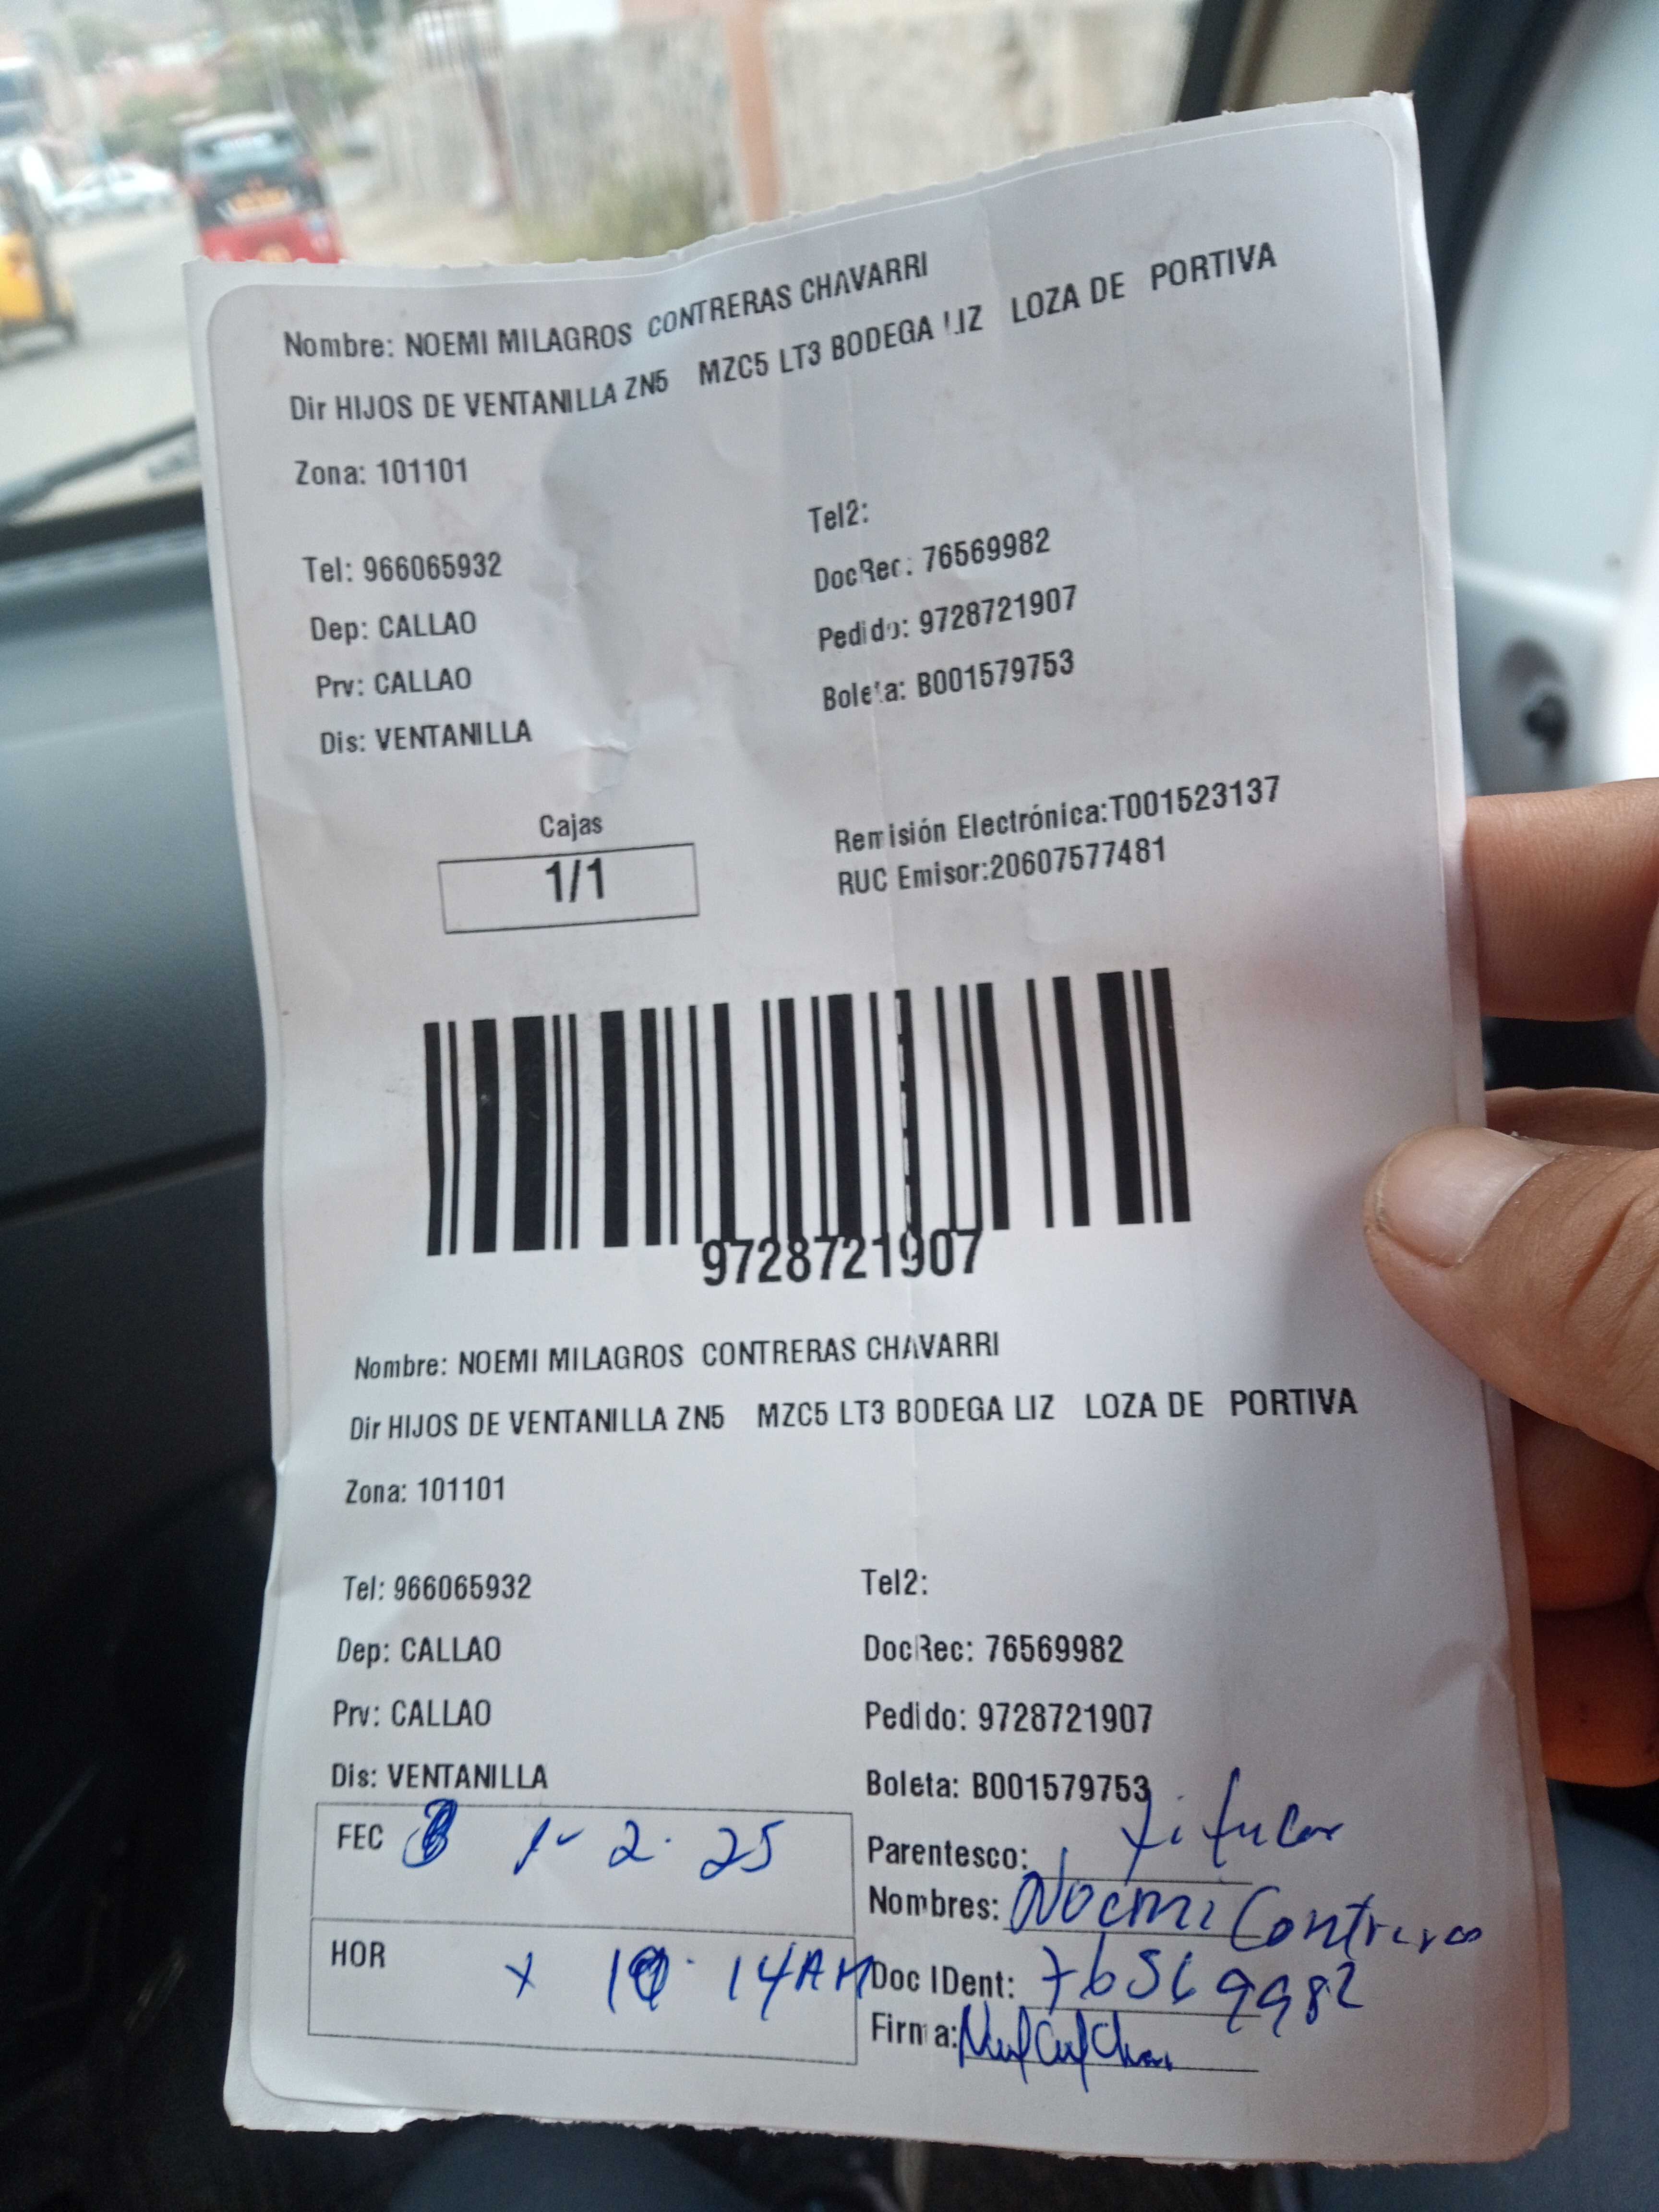 Nombre: NOEMI MILAGROS CONTRERAS CHAVARRI
Dir HIJOS DE VENTANILLA ZN5 MZC5 LT3 BODEGA LIZ LOZA DE PORTIVA
Zona: 101101
Tel2:
Tel: 966065932
DocRec: 76569982
Dep: CALLAO
Pedido: 9728721907
Prv: CALLAO
Boleta: B001579753
Dis: VENTANILLA
Cajas
1/1
Remisión Electrónica:T001523137
RUC Emisor:20607577481
9728721907
Nombre: NOEMI MILAGROS CONTRERAS CHAVARRI
Dir HIJOS DE VENTANILLA ZN5 MZC5 LT3 BODEGA LIZ LOZA DE PORTIVA
Zona: 101101
Tel: 966065932
Tel2:
Dep: CALLAO
DocRec: 76569982
Prv: CALLAO
Pedido: 9728721907
Dis: VENTANILLA
Boleta: B001579753
FEC 1-2.25
Parentesco: titular
Nombres: Noemi Contreras
HOR x 10.14AM
Doc IDent: 76569982
Firma: